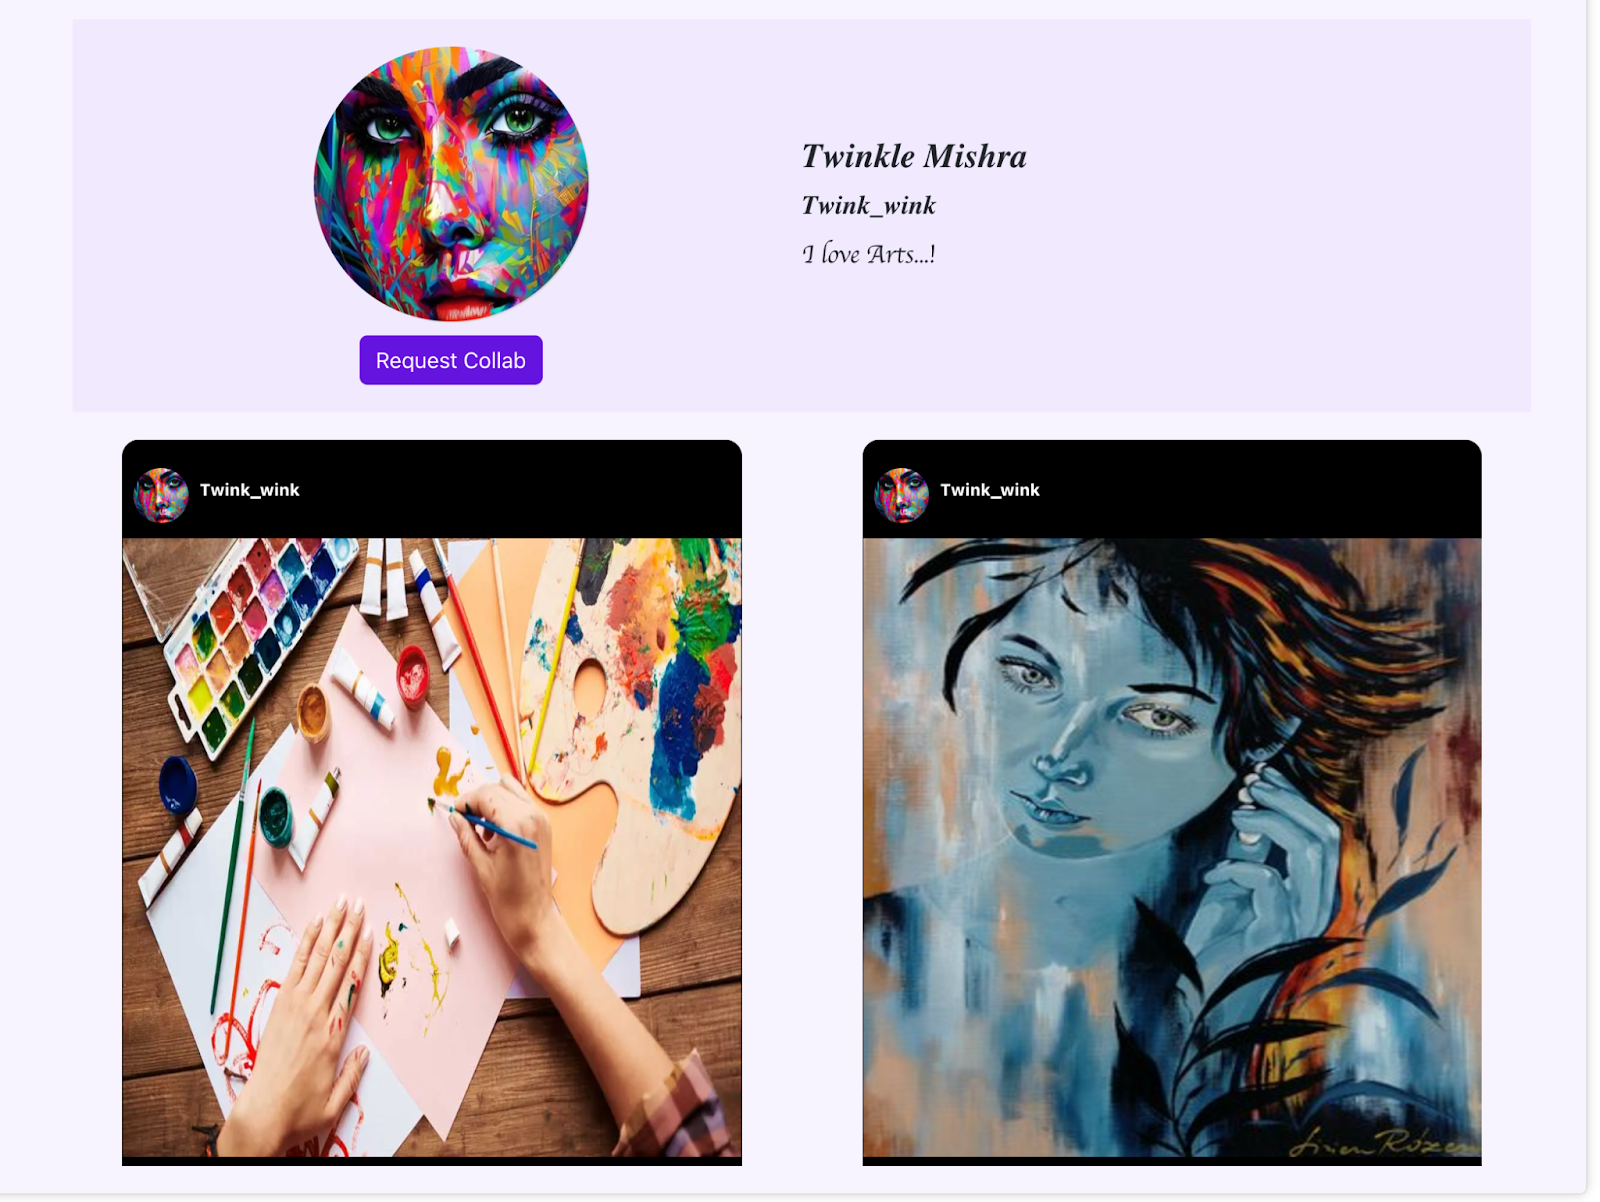 Twinkle Mishra
Twink_wink
I love Arts...!
Request Collab
Twink_wink
Twink_wink